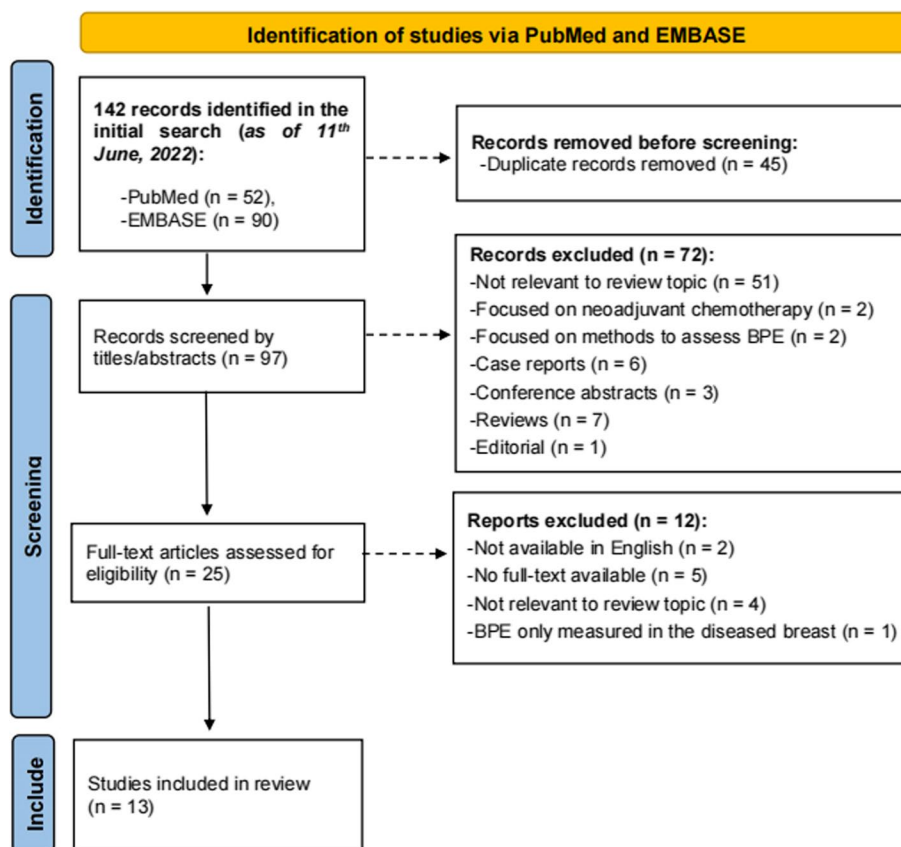 Identification of studies via PubMed and EMBASE
Identification
142 records identified in the
initial search (as of 11th
June, 2022):
-PubMed (n = 52),
-EMBASE (n = 90)
Records removed before screening:
-Duplicate records removed (n = 45)
Screening
Records screened by
titles/abstracts (n = 97)
Records excluded (n = 72):
-Not relevant to review topic (n = 51)
-Focused on neoadjuvant chemotherapy (n = 2)
-Focused on methods to assess BPE (n = 2)
-Case reports (n = 6)
-Conference abstracts (n = 3)
-Reviews (n = 7)
-Editorial (n = 1)
Full-text articles assessed for
eligibility (n = 25)
Reports excluded (n = 12):
-Not available in English (n = 2)
-No full-text available (n = 5)
-Not relevant to review topic (n = 4)
-BPE only measured in the diseased breast (n = 1)
Include
Studies included in review
(n = 13)